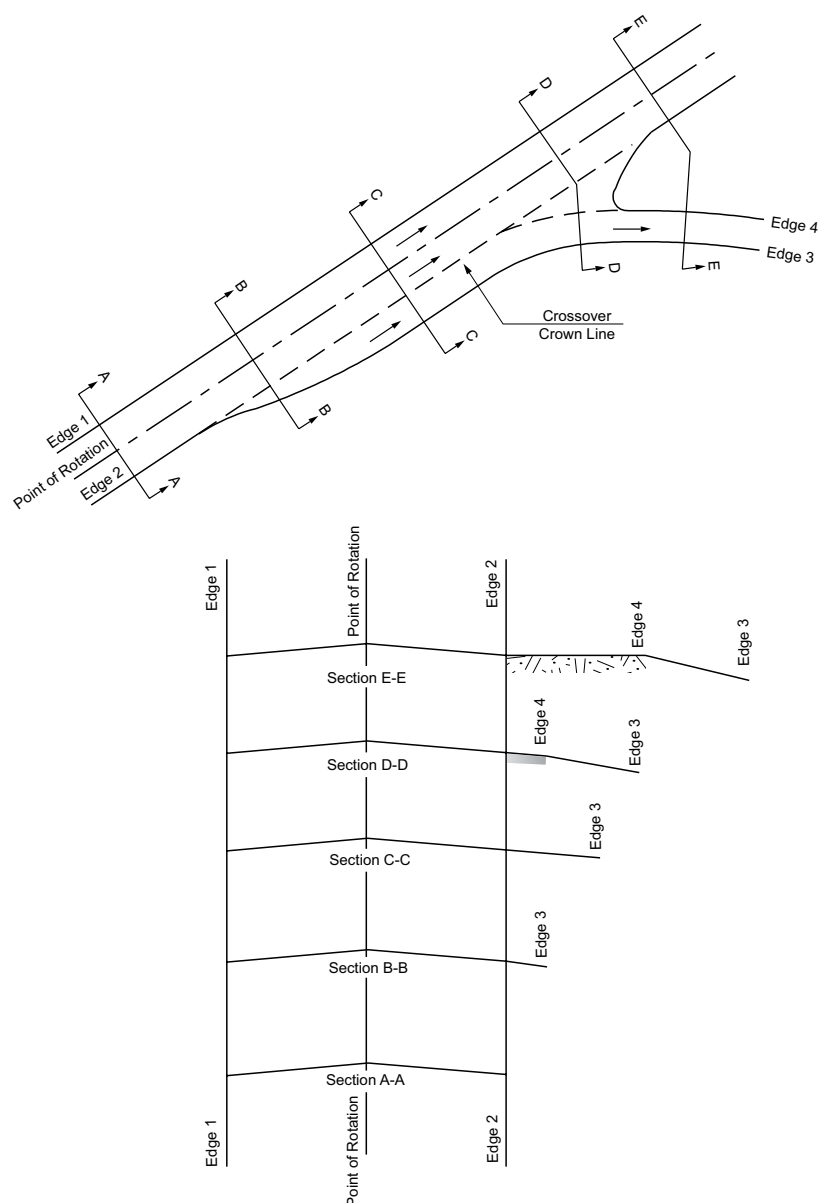 E
D
C
B
A
Edge 4
Edge 3
E
D
C
B
A
Crossover
Crown Line
Edge 1
Point of Rotation
Edge 2
Edge 1
Point of Rotation
Edge 2
Edge 4
Edge 3
Section E-E
Edge 4
Edge 3
Section D-D
Edge 3
Section C-C
Edge 3
Section B-B
Section A-A
Edge 1
Point of Rotation
Edge 2